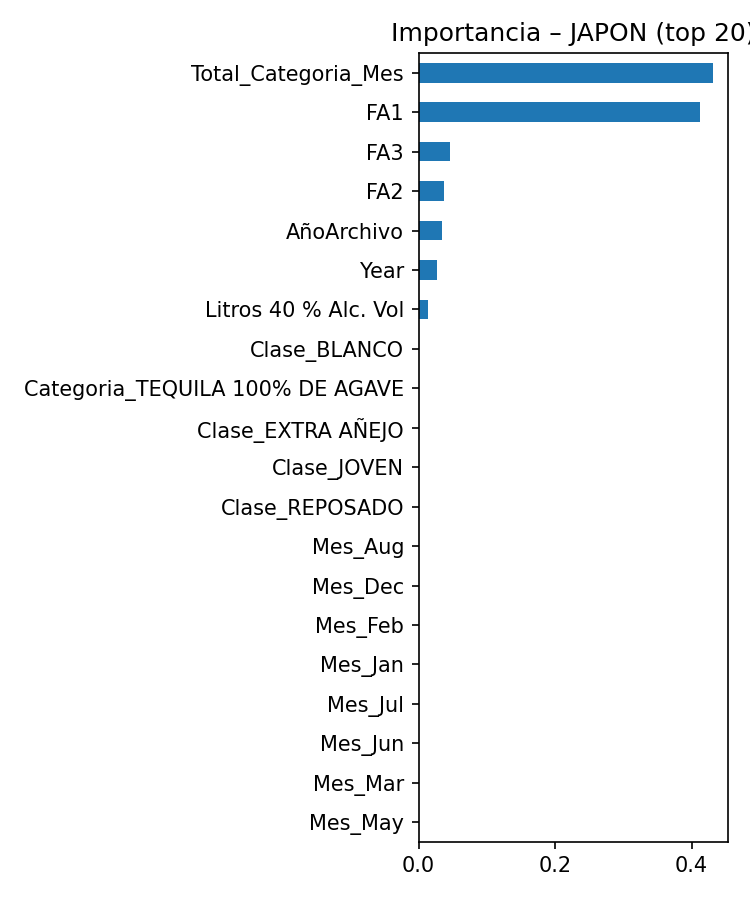 Importancia – JAPON (top 20)
Total_Categoria_Mes
FA1
FA3
FA2
AñoArchivo
Year
Litros 40 % Alc. Vol
Clase_BLANCO
Categoria_TEQUILA 100% DE AGAVE
Clase_EXTRA AÑEJO
Clase_JOVEN
Clase_REPOSADO
Mes_Aug
Mes_Dec
Mes_Feb
Mes_Jan
Mes_Jul
Mes_Jun
Mes_Mar
Mes_May
0.0 0.2 0.4